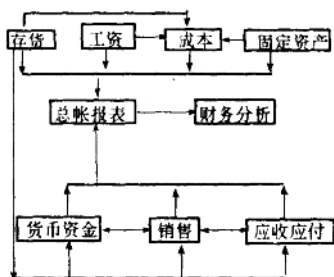 存货 工资 成本 固定资产
总帐报表 财务分析
货币资金 销售 应收应付